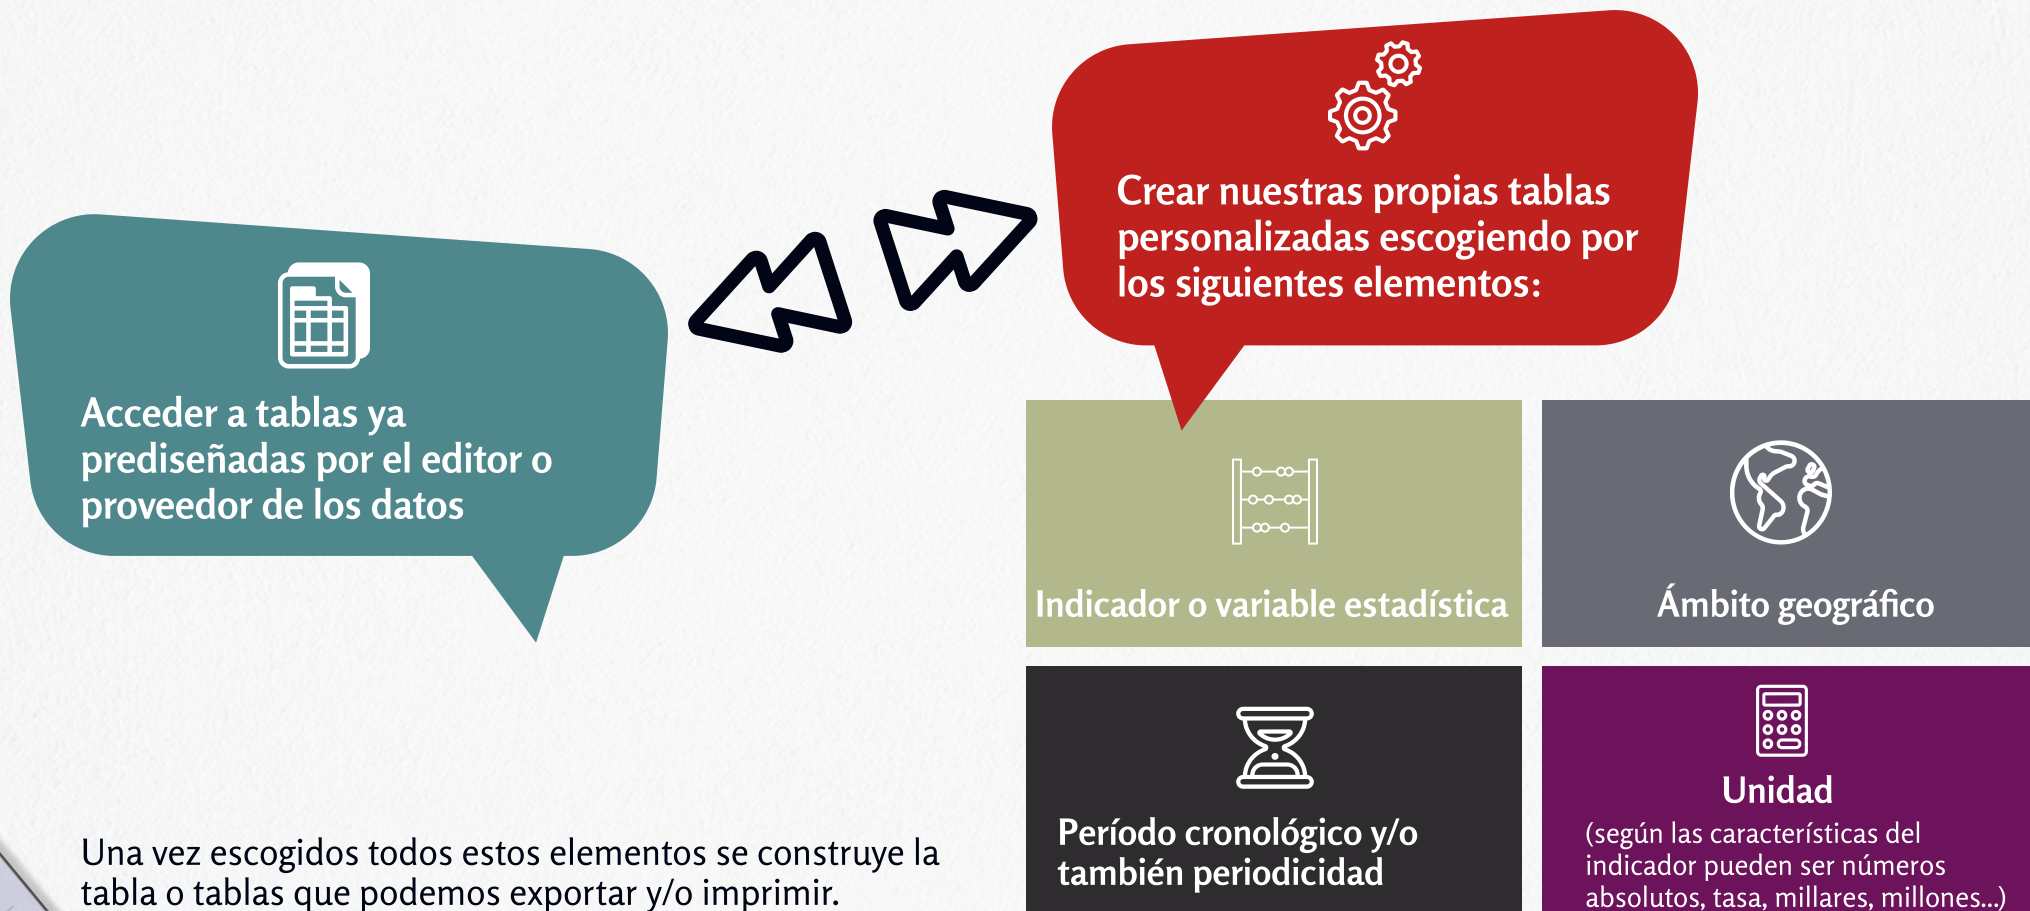 Acceder a tablas ya
prediseñadas por el editor o
proveedor de los datos
Crear nuestras propias tablas
personalizadas escogiendo por
los siguientes elementos:
Indicador o variable estadística
Ámbito geográfico
Período cronológico y/o
también periodicidad
Unidad
(según las características del
indicador pueden ser números
absolutos, tasa, millares, millones...)
Una vez escogidos todos estos elementos se construye la
tabla o tablas que podemos exportar y/o imprimir.